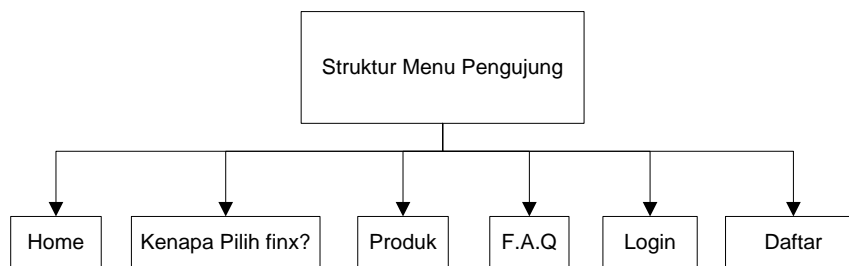 Struktur Menu Pengujung
Home
Kenapa Pilih finx?
Produk
F.A.Q
Login
Daftar